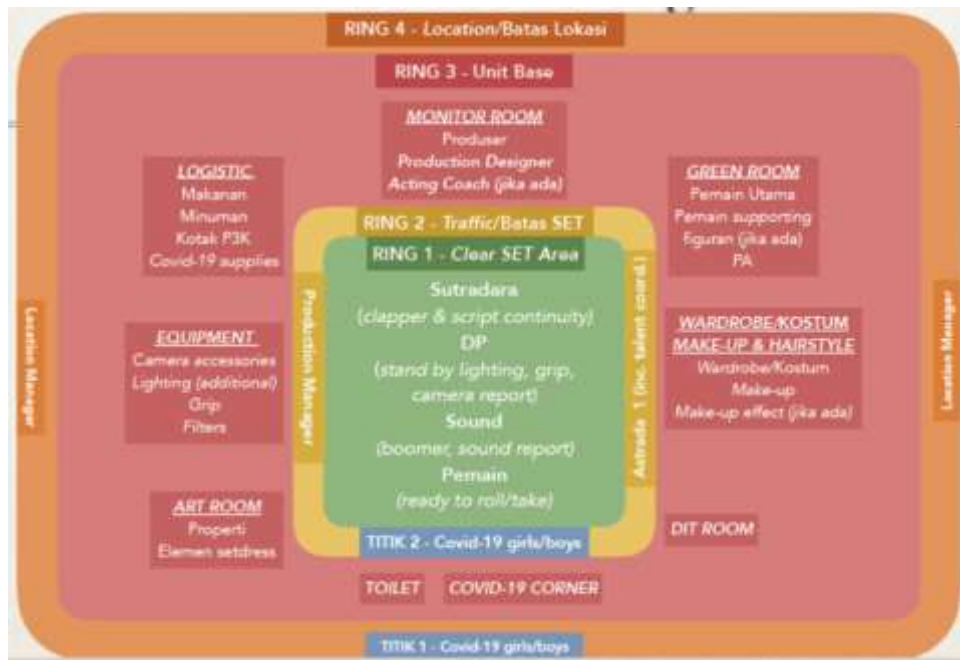 RING 4 - Location/Batas Lokasi
RING 3 - Unit Base
MONITOR ROOM
Produser
Production Designer
Acting Coach (jika ada)
LOGISTIC
Makanan
Minuman
Kotak P3K
Covid-19 supplies
GREEN ROOM
Pemain Utama
Pemain supporting
figuran (jika ada)
PA
RING 2 - Traffic/Batas SET
RING 1 - Clear SET Area
Sutradara
(clapper & script continuity)
DP
(stand by lighting, grip,
camera report)
Sound
(boomer, sound report)
Pemain
(ready to roll/take)
Location Manager
Production Manager
Astrada 1 (inc. talent coord.)
Location Manager
EQUIPMENT
Camera accessories
Lighting (additional)
Grip
Filters
WARDROBE/KOSTUM
MAKE-UP & HAIRSTYLE
Wardrobe/Kostum
Make-up
Make-up effect (jika ada)
ART ROOM
Properti
Elemen setdress
DIT ROOM
TITIK 2 - Covid-19 girls/boys
TOILET
COVID-19 CORNER
TITIK 1 - Covid-19 girls/boys